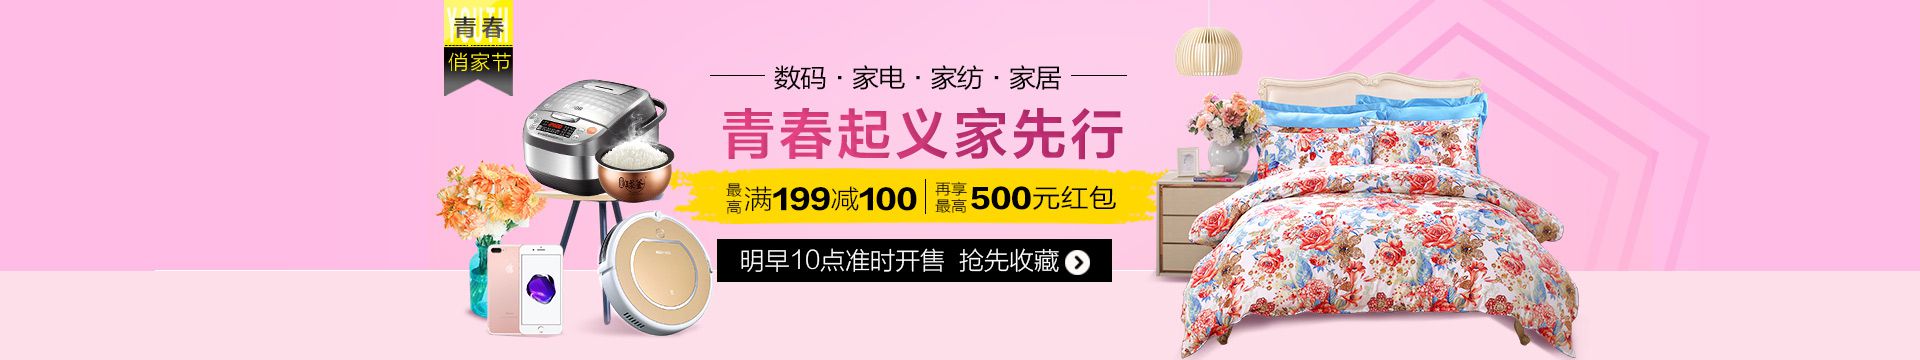 YOUTH
青春
俏家节
数码·家电·家纺·家居
青春起义家先行
最高满199减100 再享最高500元红包
明早10点准时开售 抢先收藏